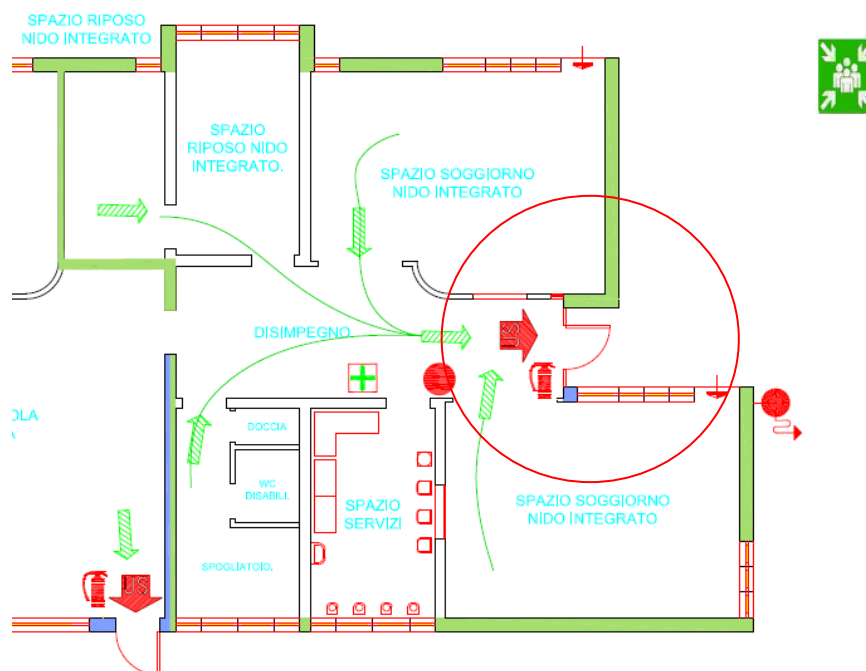 SPAZIO RIPOSO
NIDO INTEGRATO
SPAZIO
RIPOSO NIDO
INTEGRATO.
SPAZIO SOGGIORNO
NIDO INTEGRATO
DISIMPEGNO
US
OLA
A
DOCCIA
WC
DISABILI.
SPAZIO
SERVIZI
SPAZIO SOGGIORNO
NIDO INTEGRATO
SPOGLIATOIO.
US